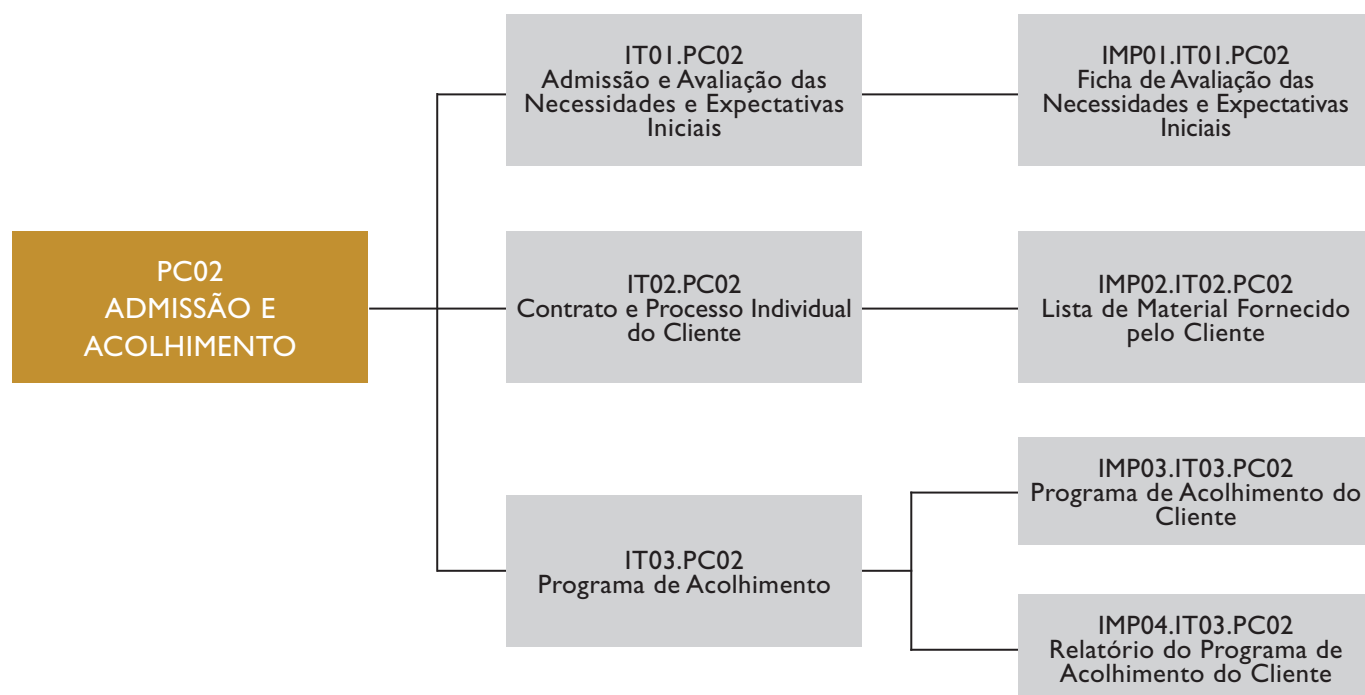 IT01.PC02
Admissão e Avaliação das
Necessidades e Expectativas
Iniciais
IMP01.IT01.PC02
Ficha de Avaliação das
Necessidades e Expectativas
Iniciais
PC02
ADMISSÃO E
ACOLHIMENTO
IT02.PC02
Contrato e Processo Individual
do Cliente
IMP02.IT02.PC02
Lista de Material Fornecido
pelo Cliente
IT03.PC02
Programa de Acolhimento
IMP03.IT03.PC02
Programa de Acolhimento do
Cliente
IMP04.IT03.PC02
Relatório do Programa de
Acolhimento do Cliente